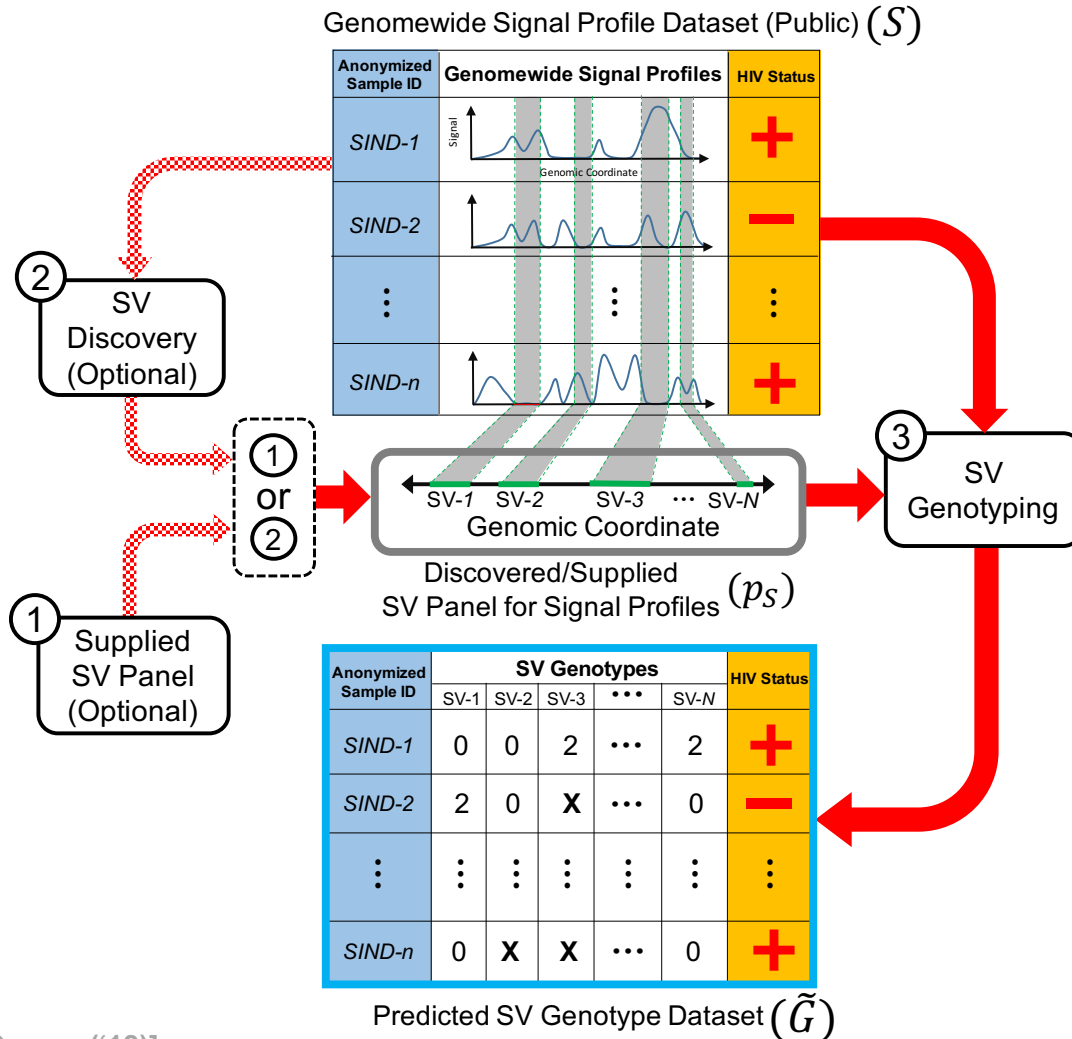 Genomewide Signal Profile Dataset (Public) (S)
Anonymized Sample ID
Genomewide Signal Profiles
HIV Status
SIND-1
Signal
Genomic Coordinate
+
SIND-2
−
⋮ ⋮ ⋮
SIND-n
+
2
SV
Discovery
(Optional)
1
or
2
SV-1 SV-2 SV-3 ··· SV-N
Genomic Coordinate
3
SV
Genotyping
Discovered/Supplied
SV Panel for Signal Profiles (p_S)
1
Supplied
SV Panel
(Optional)
Anonymized Sample ID
SV Genotypes
HIV Status
SV-1 SV-2 SV-3 ··· SV-N
SIND-1 0 0 2 ··· 2 +
SIND-2 2 0 X ··· 0 −
⋮ ⋮ ⋮ ⋮ ⋮ ⋮ ⋮
SIND-n 0 X X ··· 0 +
Predicted SV Genotype Dataset (G̃)